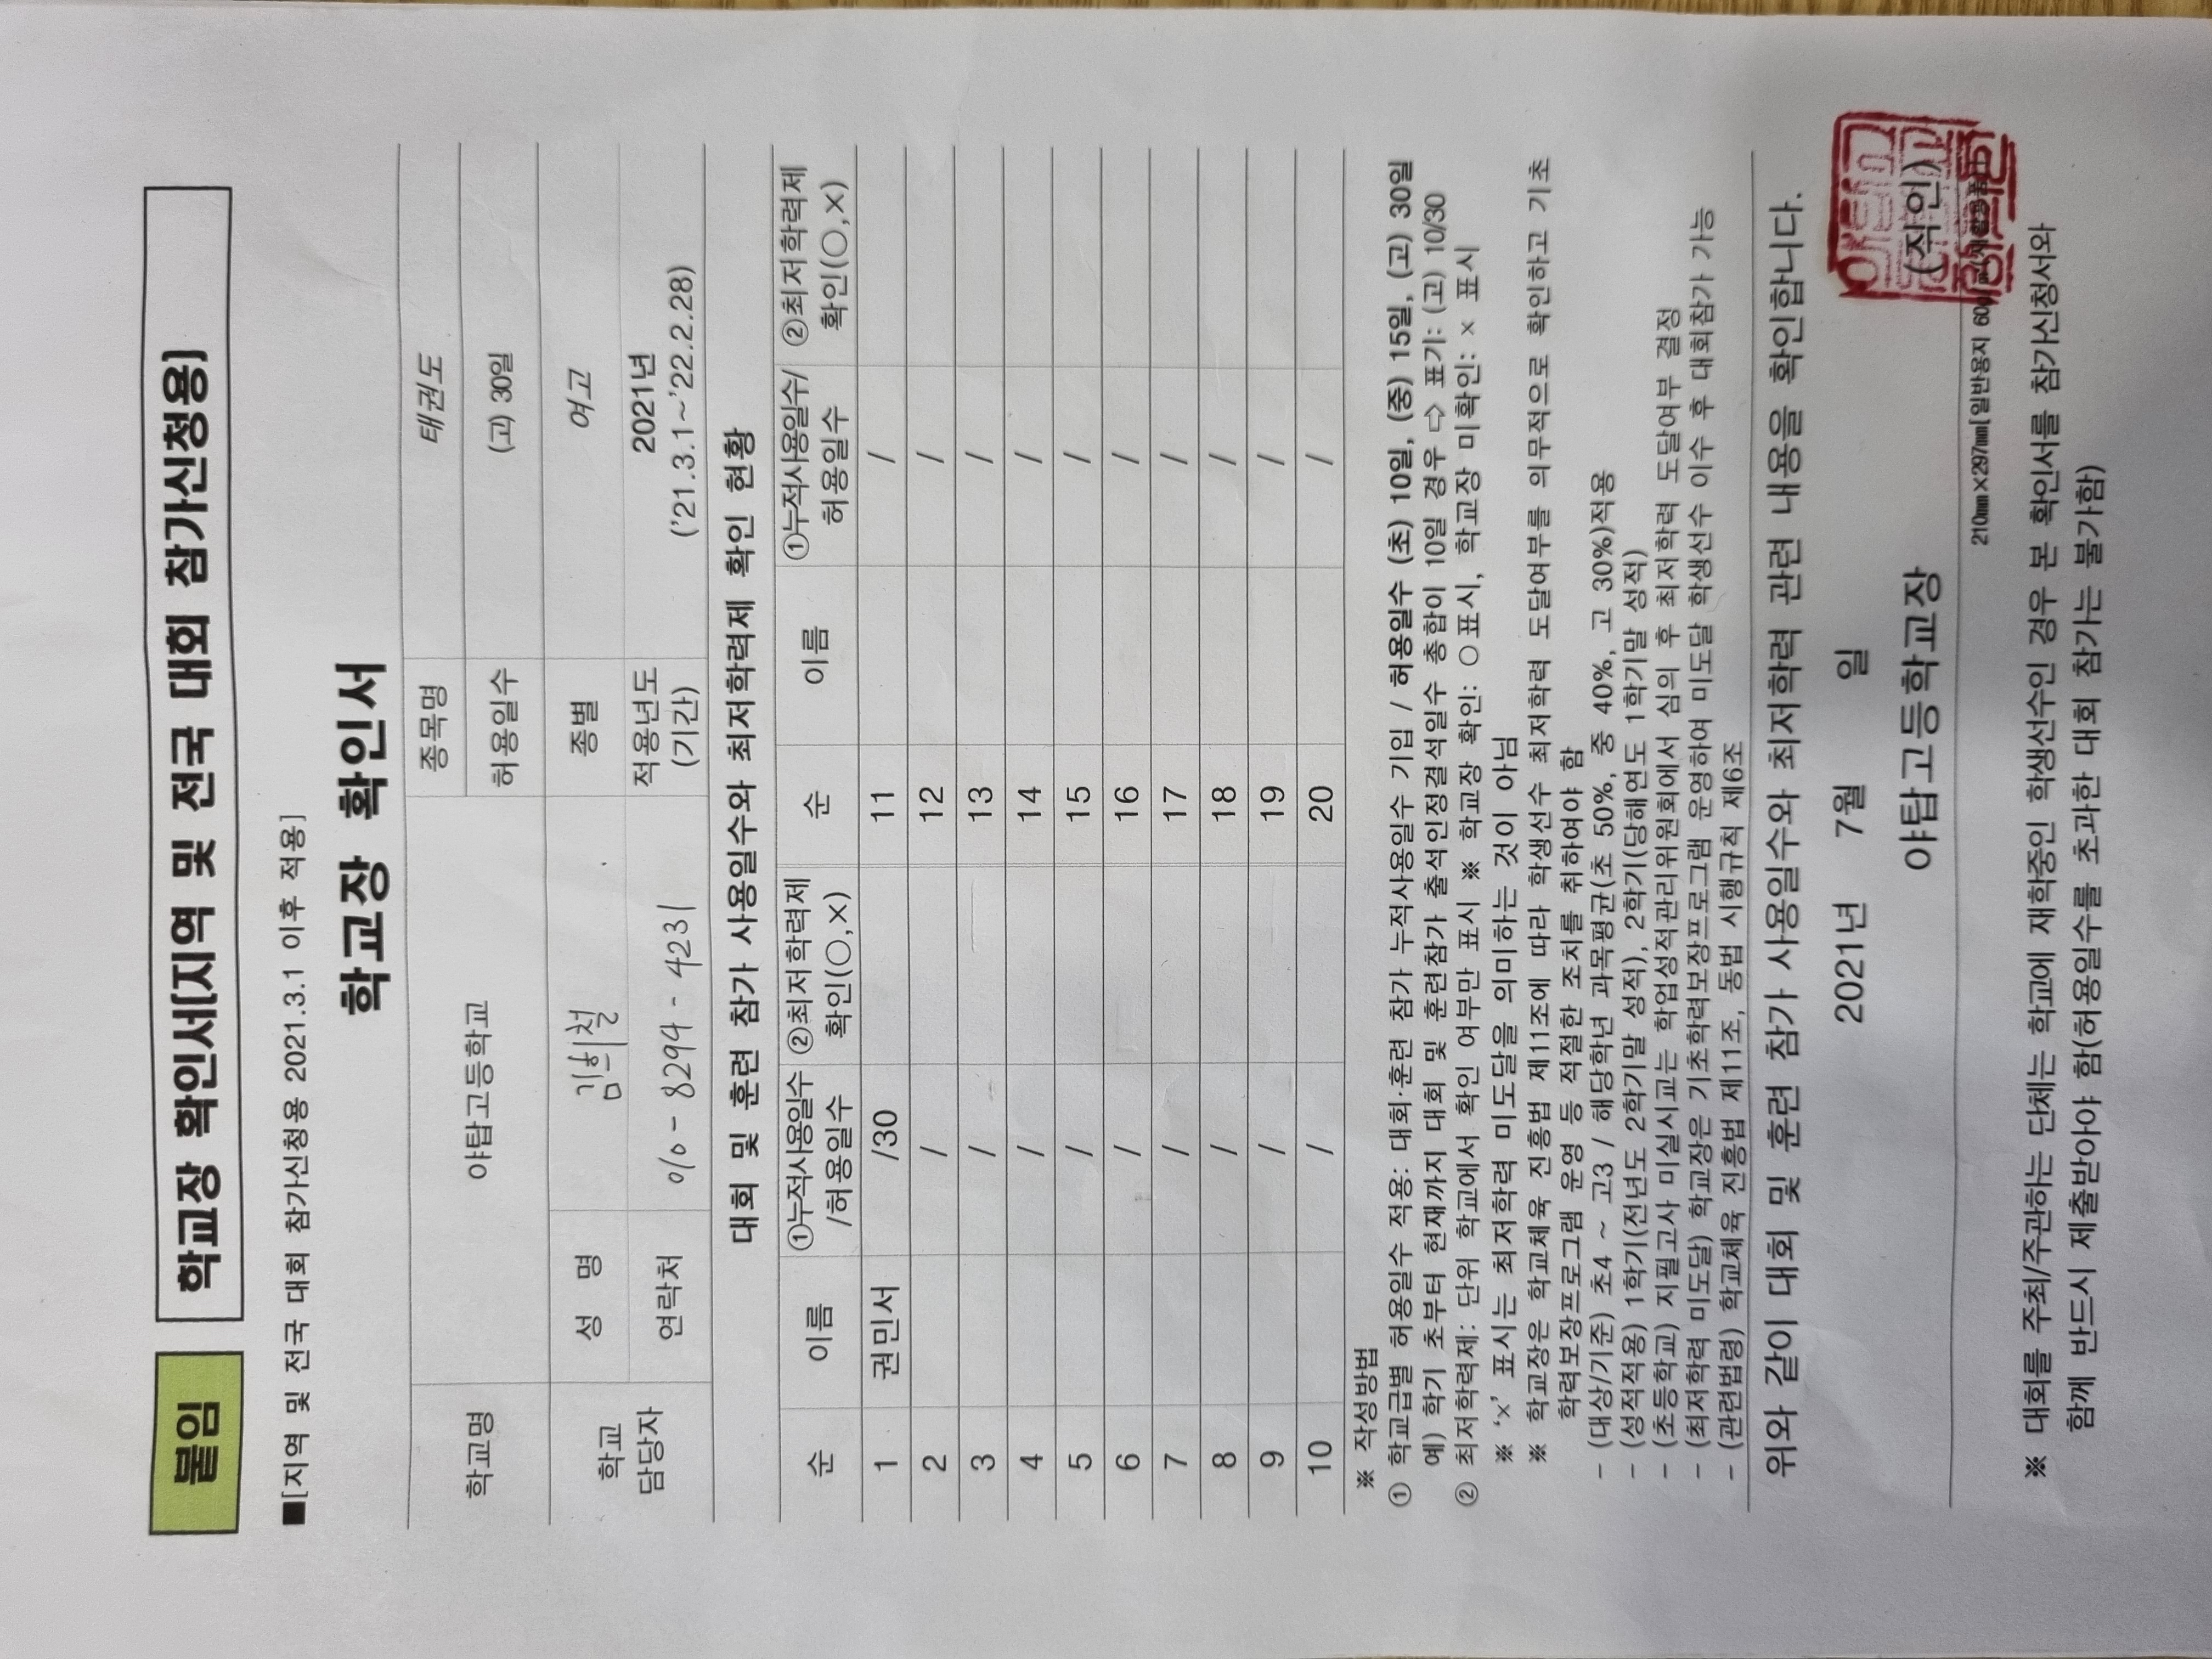 붙임
학교장 확인서[지역 및 전국 대회 참가신청용]
■[지역 및 전국 대회 참가신청용 2021.3.1 이후 적용]
학교장 확인서
학교명 야탑고등학교 종목명 태권도
허용일수 (고) 30일
학교 담당자 성 명 김희철 종별 여고
연락처 010-8294-4231 적용년도 (기간) 2021년 ('21.3.1~'22.2.28)
대회 및 훈련 참가 사용일수와 최저학력제 확인 현황
순 이름 ①누적사용일수/허용일수 ②최저학력제 확인(○,×) 순 이름 ①누적사용일수/허용일수 ②최저학력제 확인(○,×)
1 권민서 /30 11 /
2 / 12 /
3 / 13 /
4 / 14 /
5 / 15 /
6 / 16 /
7 / 17 /
8 / 18 /
9 / 19 /
10 / 20 /
※ 작성방법
① 학교급별 허용일수 적용: 대회·훈련 참가 누적사용일수 기입 / 허용일수 (초) 10일, (중) 15일, (고) 30일
예) 학기 초부터 현재까지 대회 및 훈련참가 출석인정결석일수 총합이 10일 경우 ⇨ 표기: (고) 10/30
② 최저학력제: 단위 학교에서 확인 여부만 표시 ※ 학교장 확인: ○표시, 학교장 미확인: × 표시
※ '×' 표시는 최저학력 미도달을 의미하는 것이 아님
※ 학교장은 학교체육 진흥법 제11조에 따라 학생선수 최저학력 도달여부를 의무적으로 확인하고 기초
학력보장프로그램 운영 등 적절한 조치를 취하여야 함
- (대상/기준) 초4 ~ 고3 / 해당학년 과목평균(초 50%, 중 40%, 고 30%)적용
- (성적적용) 1학기(전년도 2학기말 성적), 2학기(당해연도 1학기말 성적)
- (초등학교) 지필고사 미실시교는 학업성적관리위원회에서 심의 후 최저학력 도달여부 결정
- (최저학력 미도달) 학교장은 기초학력보장프로그램 운영하여 미도달 학생선수 이수 후 대회참가 가능
- (관련법령) 학교체육 진흥법 제11조, 동법 시행규칙 제6조
위와 같이 대회 및 훈련 참가 사용일수와 최저학력 관련 내용을 확인합니다.
2021년 7월 일
야탑고등학교장 (직인)
210㎜×297㎜[일반용지 60
※ 대회를 주최/주관하는 단체는 학교에 재학중인 학생선수인 경우 본 확인서를 참가신청서와
함께 반드시 제출받아야 함(허용일수를 초과한 대회 참가는 불가함)